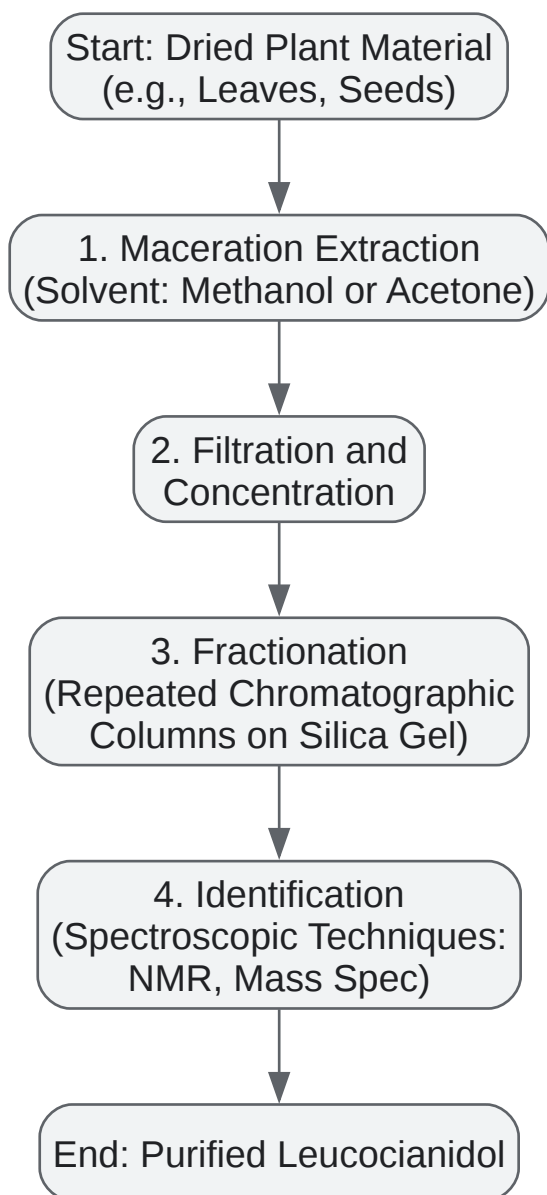 Start: Dried Plant Material
(e.g., Leaves, Seeds)
1. Maceration Extraction
(Solvent: Methanol or Acetone)
2. Filtration and
Concentration
3. Fractionation
(Repeated Chromatographic
Columns on Silica Gel)
4. Identification
(Spectroscopic Techniques:
NMR, Mass Spec)
End: Purified Leucocianidol